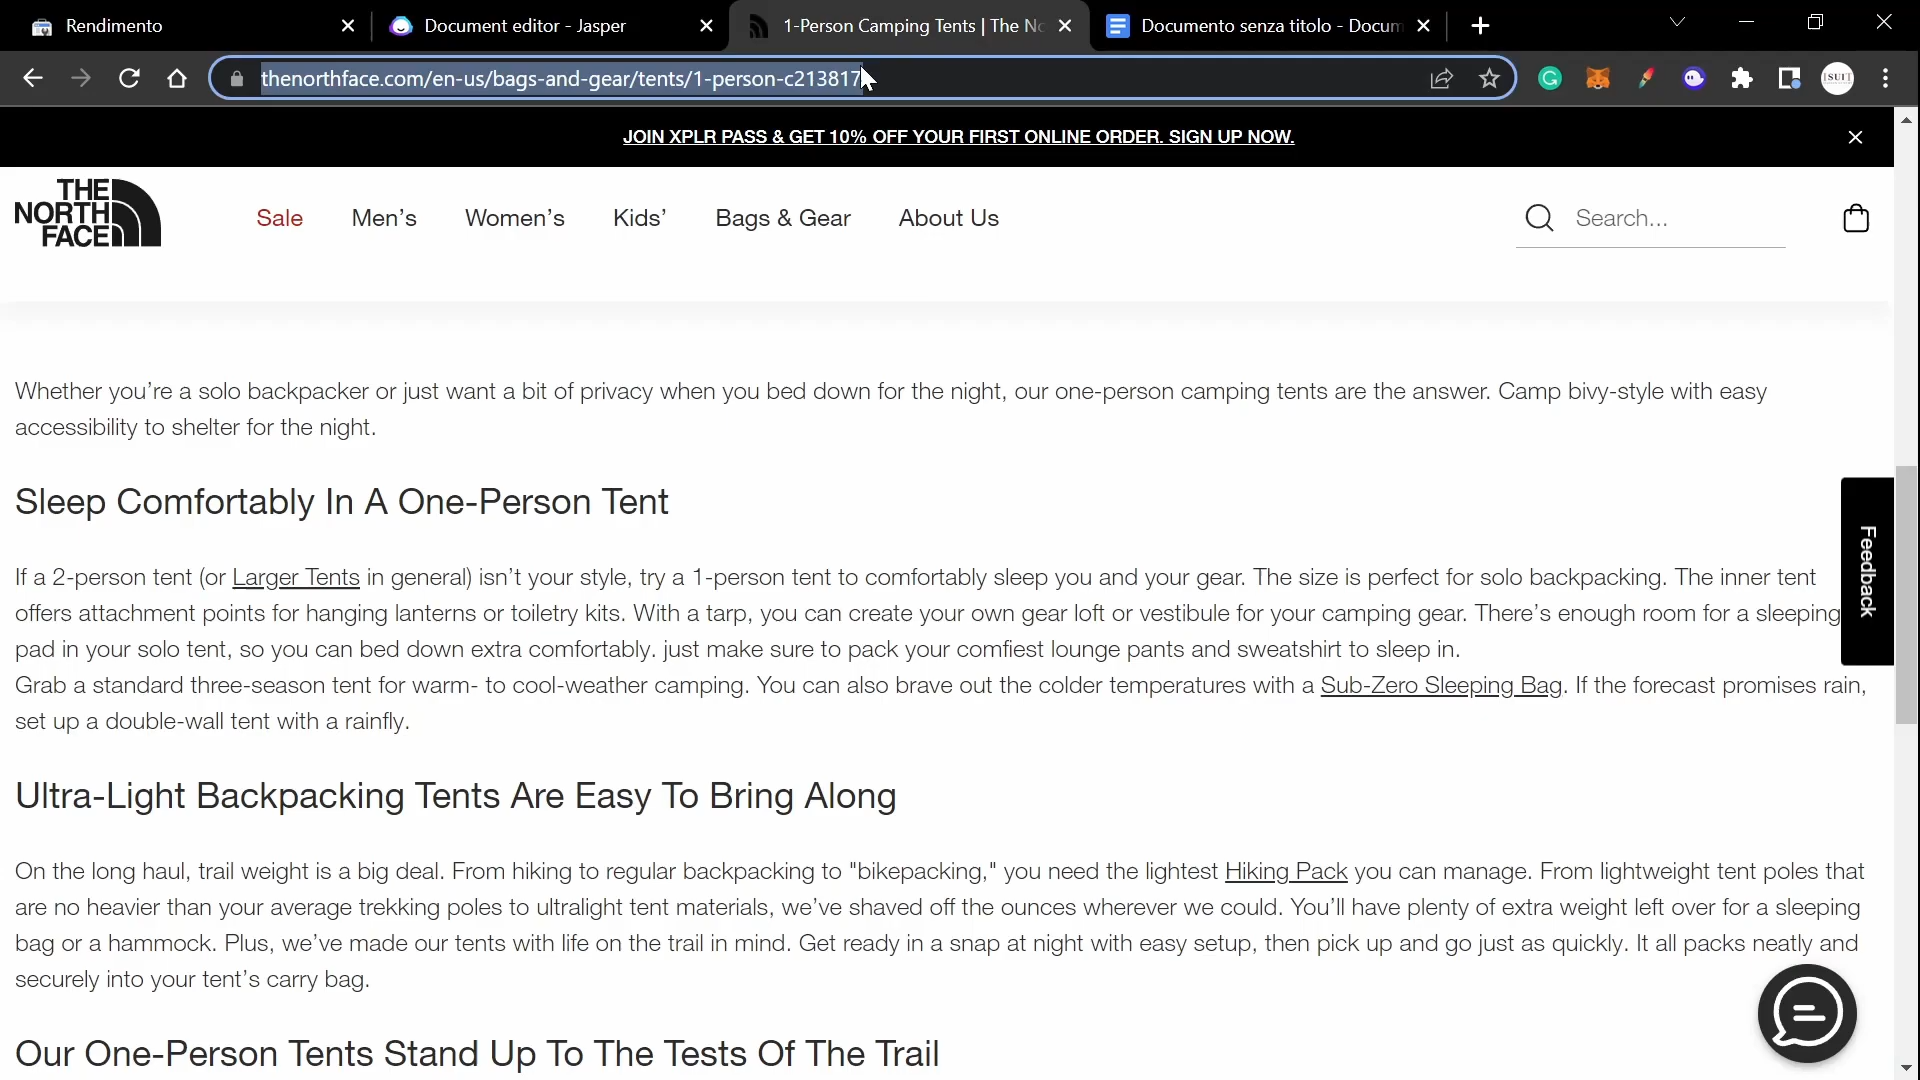 Rendimento
Document editor - Jasper
1-Person Camping Tents | The No
Documento senza titolo - Docum
thenorthface.com/en-us/bags-and-gear/tents/1-person-c213817
JOIN XPLR PASS & GET 10% OFF YOUR FIRST ONLINE ORDER. SIGN UP NOW.
THE
NORTH
FACE
Sale
Men's
Women's
Kids'
Bags & Gear
About Us
Search...
Whether you're a solo backpacker or just want a bit of privacy when you bed down for the night, our one-person camping tents are the answer. Camp bivy-style with easy
accessibility to shelter for the night.
Sleep Comfortably In A One-Person Tent
If a 2-person tent (or Larger Tents in general) isn't your style, try a 1-person tent to comfortably sleep you and your gear. The size is perfect for solo backpacking. The inner tent
offers attachment points for hanging lanterns or toiletry kits. With a tarp, you can create your own gear loft or vestibule for your camping gear. There's enough room for a sleeping
pad in your solo tent, so you can bed down extra comfortably. just make sure to pack your comfiest lounge pants and sweatshirt to sleep in.
Grab a standard three-season tent for warm- to cool-weather camping. You can also brave out the colder temperatures with a Sub-Zero Sleeping Bag. If the forecast promises rain,
set up a double-wall tent with a rainfly.
Feedback
Ultra-Light Backpacking Tents Are Easy To Bring Along
On the long haul, trail weight is a big deal. From hiking to regular backpacking to "bikepacking," you need the lightest Hiking Pack you can manage. From lightweight tent poles that
are no heavier than your average trekking poles to ultralight tent materials, we've shaved off the ounces wherever we could. You'll have plenty of extra weight left over for a sleeping
bag or a hammock. Plus, we've made our tents with life on the trail in mind. Get ready in a snap at night with easy setup, then pick up and go just as quickly. It all packs neatly and
securely into your tent's carry bag.
Our One-Person Tents Stand Up To The Tests Of The Trail